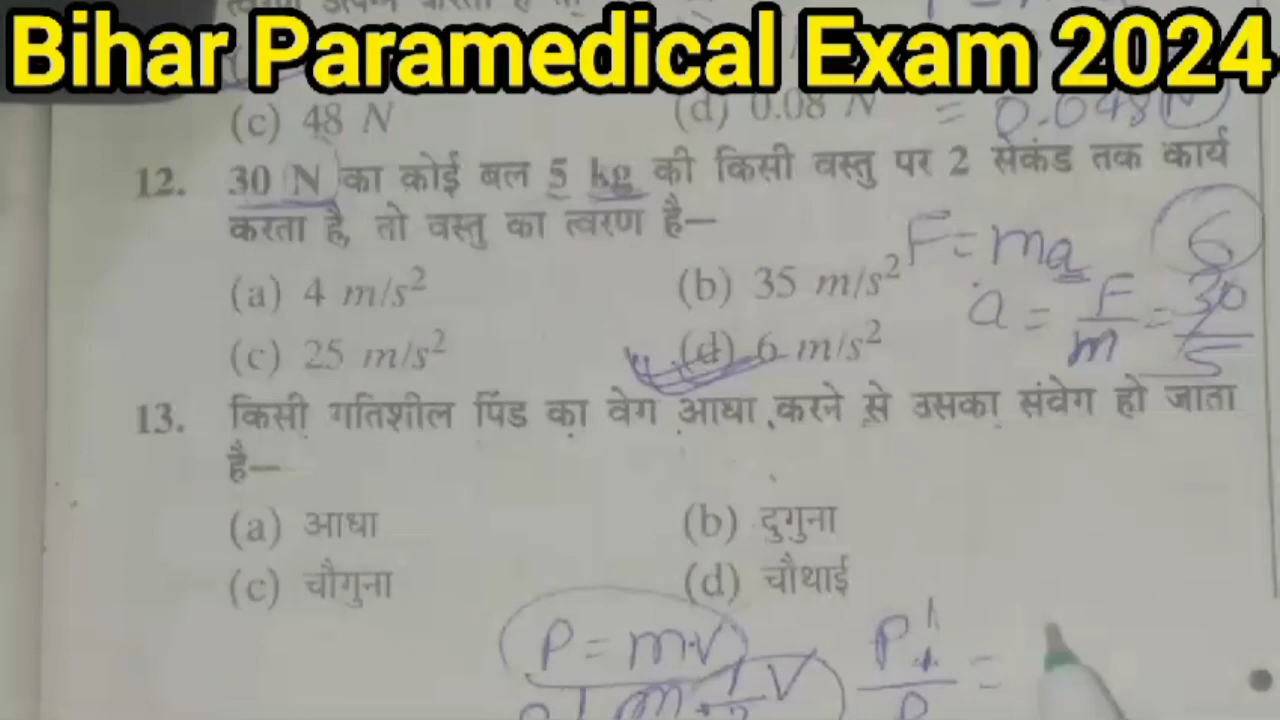 Bihar Paramedical Exam 2024
(c) 48 N (d) 0.08 N = 0.048 N
12. 30 N का कोई बल 5 kg की किसी वस्तु पर 2 सेकंड तक कार्य
करता है, तो वस्तु का त्वरण है—
F = ma 6
(a) 4 m/s² (b) 35 m/s²
a = F/m = 30/5
(c) 25 m/s² (d) 6 m/s²
13. किसी गतिशील पिंड का वेग आधा करने से उसका संवेग हो जाता
है—
(a) आधा (b) दुगुना
(c) चौगुना (d) चौथाई
P = m.V